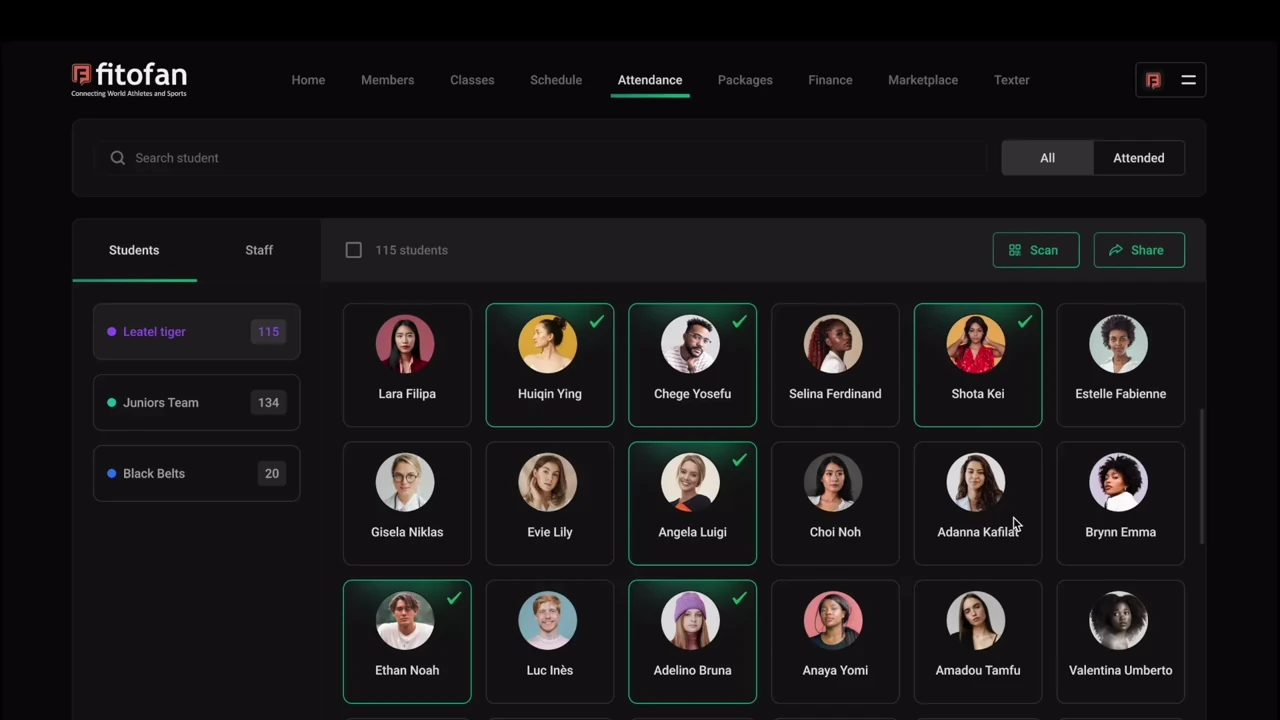 fitofan
Connecting World Athletes and Sports
Home Members Classes Schedule Attendance Packages Finance Marketplace Texter
Search student
All Attended
Students Staff
115 students
Scan Share
Leatel tiger 115
Juniors Team 134
Black Belts 20
Lara Filipa Huiqin Ying Chege Yosefu Selina Ferdinand Shota Kei Estelle Fabienne
Gisela Niklas Evie Lily Angela Luigi Choi Noh Adanna Kafilat Brynn Emma
Ethan Noah Luc Inès Adelino Bruna Anaya Yomi Amadou Tamfu Valentina Umberto